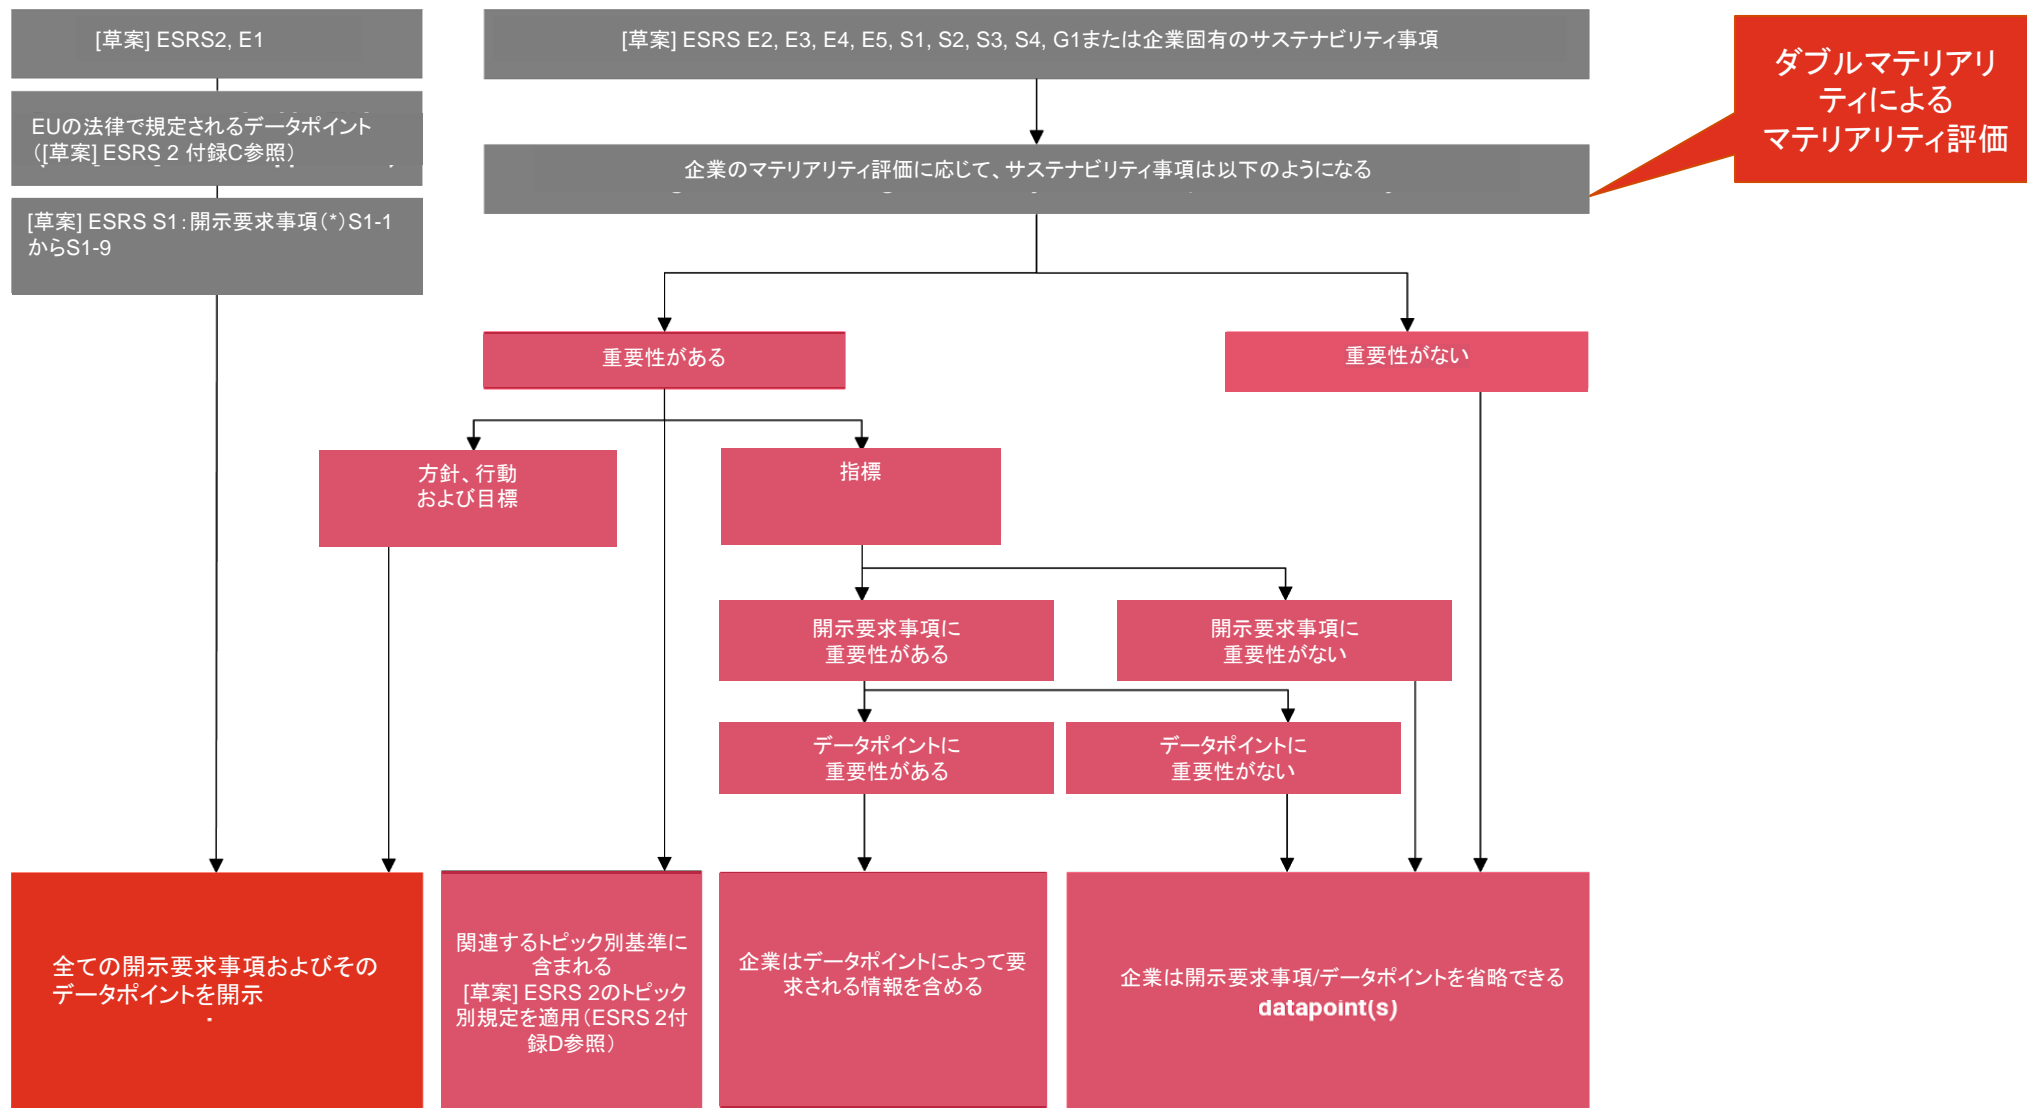 [草案] ESRS2, E1
[草案] ESRS E2, E3, E4, E5, S1, S2, S3, S4, G1または企業固有のサステナビリティ事項
ダブルマテリアリ
ティによる
マテリアリティ評価
EUの法律で規定されるデータポイント
（[草案] ESRS 2 付録C参照）
企業のマテリアリティ評価に応じて、サステナビリティ事項は以下のようになる
[草案] ESRS S1：開示要求事項（*）S1-1
からS1-9
重要性がある
重要性がない
方針、行動
および目標
指標
開示要求事項に
重要性がある
開示要求事項に
重要性がない
データポイントに
重要性がある
データポイントに
重要性がない
全ての開示要求事項およびその
データポイントを開示
関連するトピック別基準に
含まれる
[草案] ESRS 2のトピック
別規定を適用（ESRS 2付
録D参照）
企業はデータポイントによって要
求される情報を含める
企業は開示要求事項/データポイントを省略できる
datapoint(s)